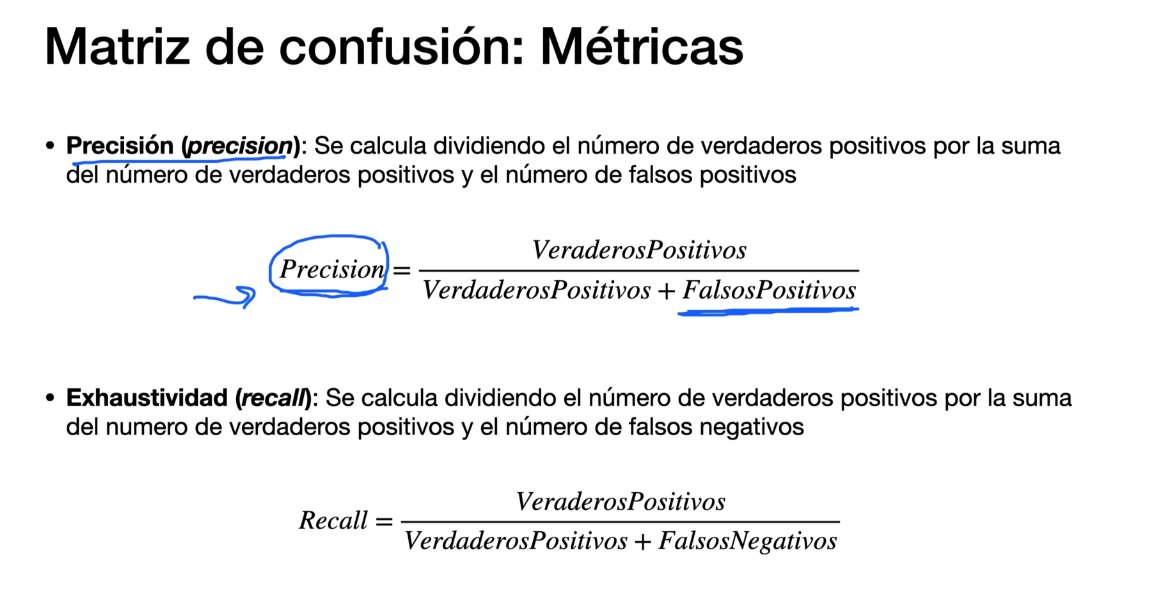 Matriz de confusión: Métricas
• Precisión (precision): Se calcula dividiendo el número de verdaderos positivos por la suma
del número de verdaderos positivos y el número de falsos positivos
VeraderosPositivos
Precision =
VerdaderosPositivos + FalsosPositivos
• Exhaustividad (recall): Se calcula dividiendo el número de verdaderos positivos por la suma
del numero de verdaderos positivos y el número de falsos negativos
VeraderosPositivos
Recall =
VerdaderosPositivos + FalsosNegativos